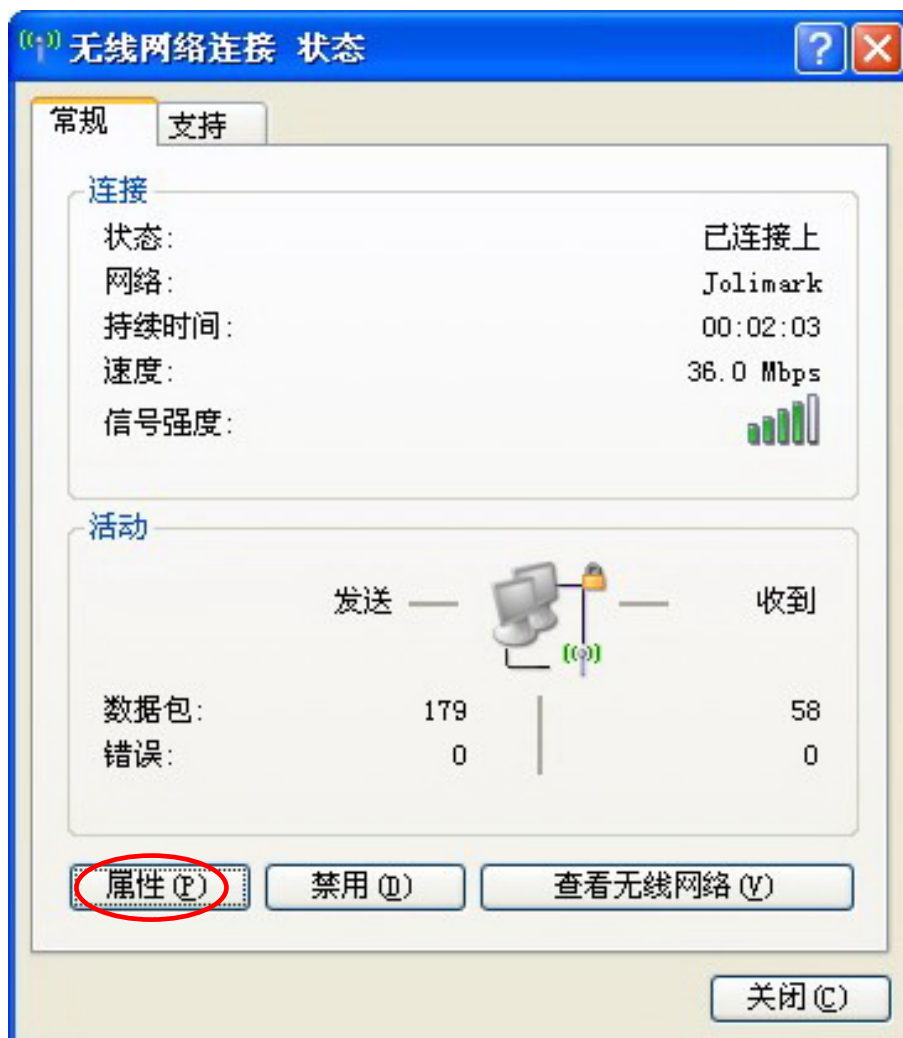 无线网络连接 状态
常规 支持
连接
状态: 已连接上
网络: Jolimark
持续时间: 00:02:03
速度: 36.0 Mbps
信号强度:
活动
发送 收到
数据包: 179 58
错误: 0 0
属性(P) 禁用(D) 查看无线网络(V)
关闭(C)